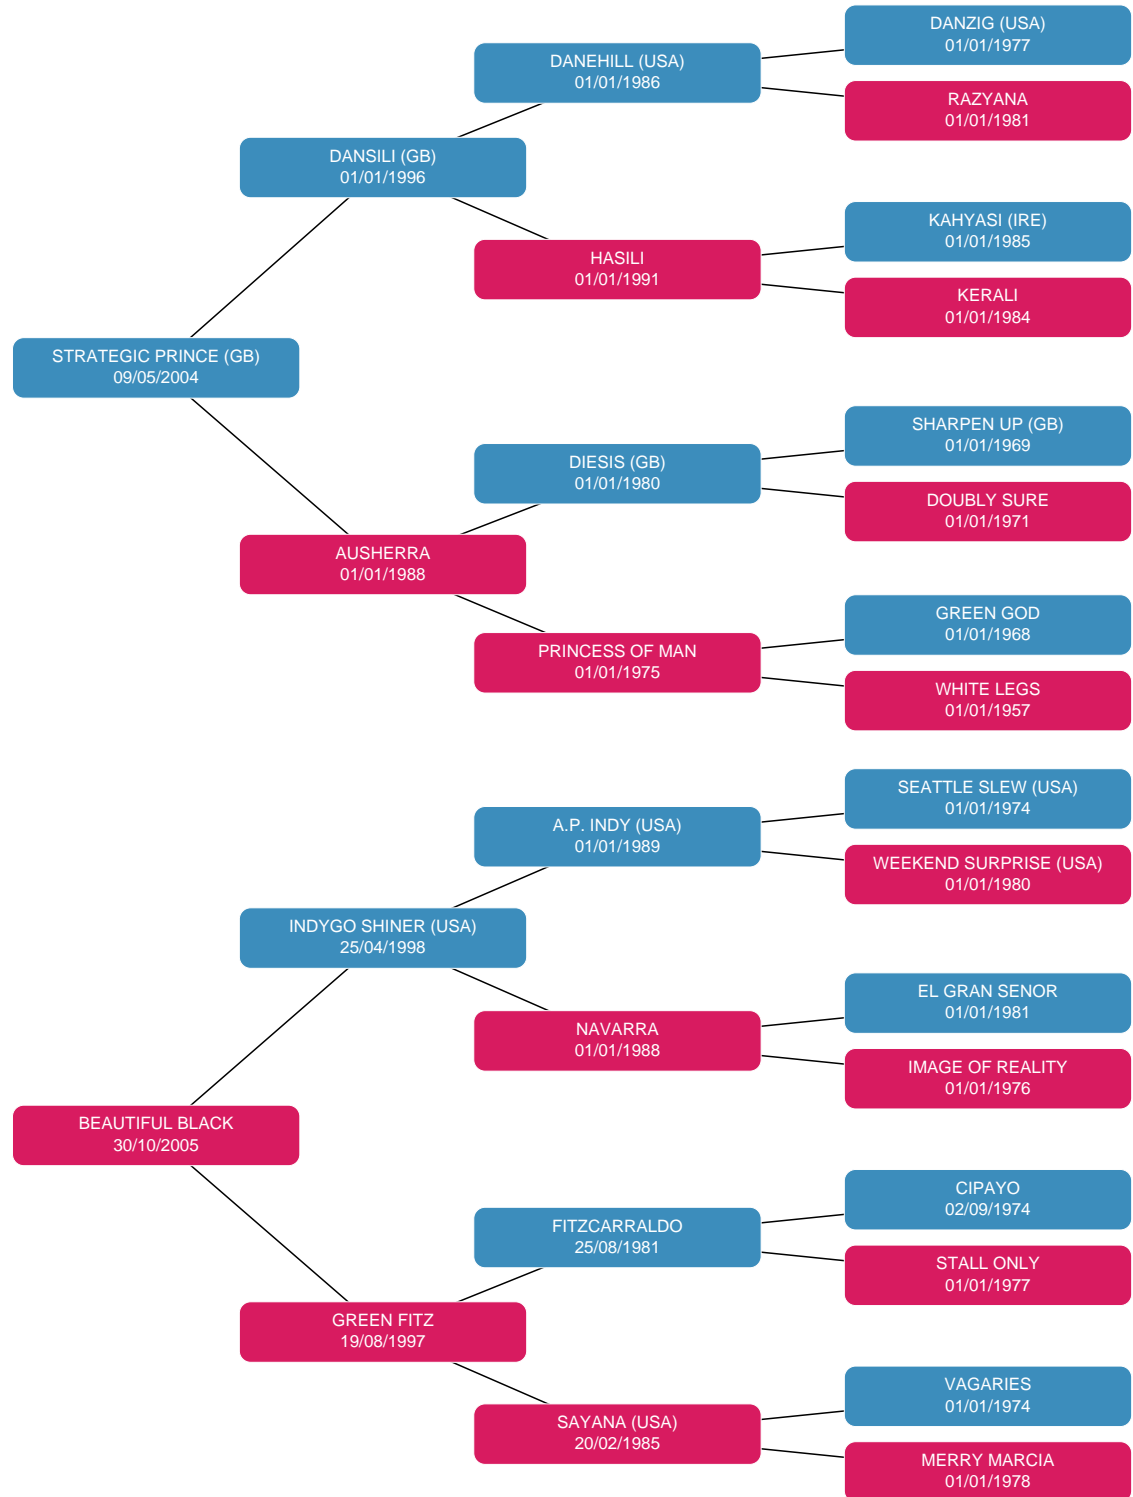 DANZIG (USA)
01/01/1977
DANEHILL (USA)
01/01/1986
RAZYANA
01/01/1981
DANSILI (GB)
01/01/1996
KAHYASI (IRE)
01/01/1985
HASILI
01/01/1991
KERALI
01/01/1984
STRATEGIC PRINCE (GB)
09/05/2004
SHARPEN UP (GB)
01/01/1969
DIESIS (GB)
01/01/1980
DOUBLY SURE
01/01/1971
AUSHERRA
01/01/1988
GREEN GOD
01/01/1968
PRINCESS OF MAN
01/01/1975
WHITE LEGS
01/01/1957
SEATTLE SLEW (USA)
01/01/1974
A.P. INDY (USA)
01/01/1989
WEEKEND SURPRISE (USA)
01/01/1980
INDYGO SHINER (USA)
25/04/1998
EL GRAN SENOR
01/01/1981
NAVARRA
01/01/1988
IMAGE OF REALITY
01/01/1976
BEAUTIFUL BLACK
30/10/2005
CIPAYO
02/09/1974
FITZCARRALDO
25/08/1981
STALL ONLY
01/01/1977
GREEN FITZ
19/08/1997
VAGARIES
01/01/1974
SAYANA (USA)
20/02/1985
MERRY MARCIA
01/01/1978